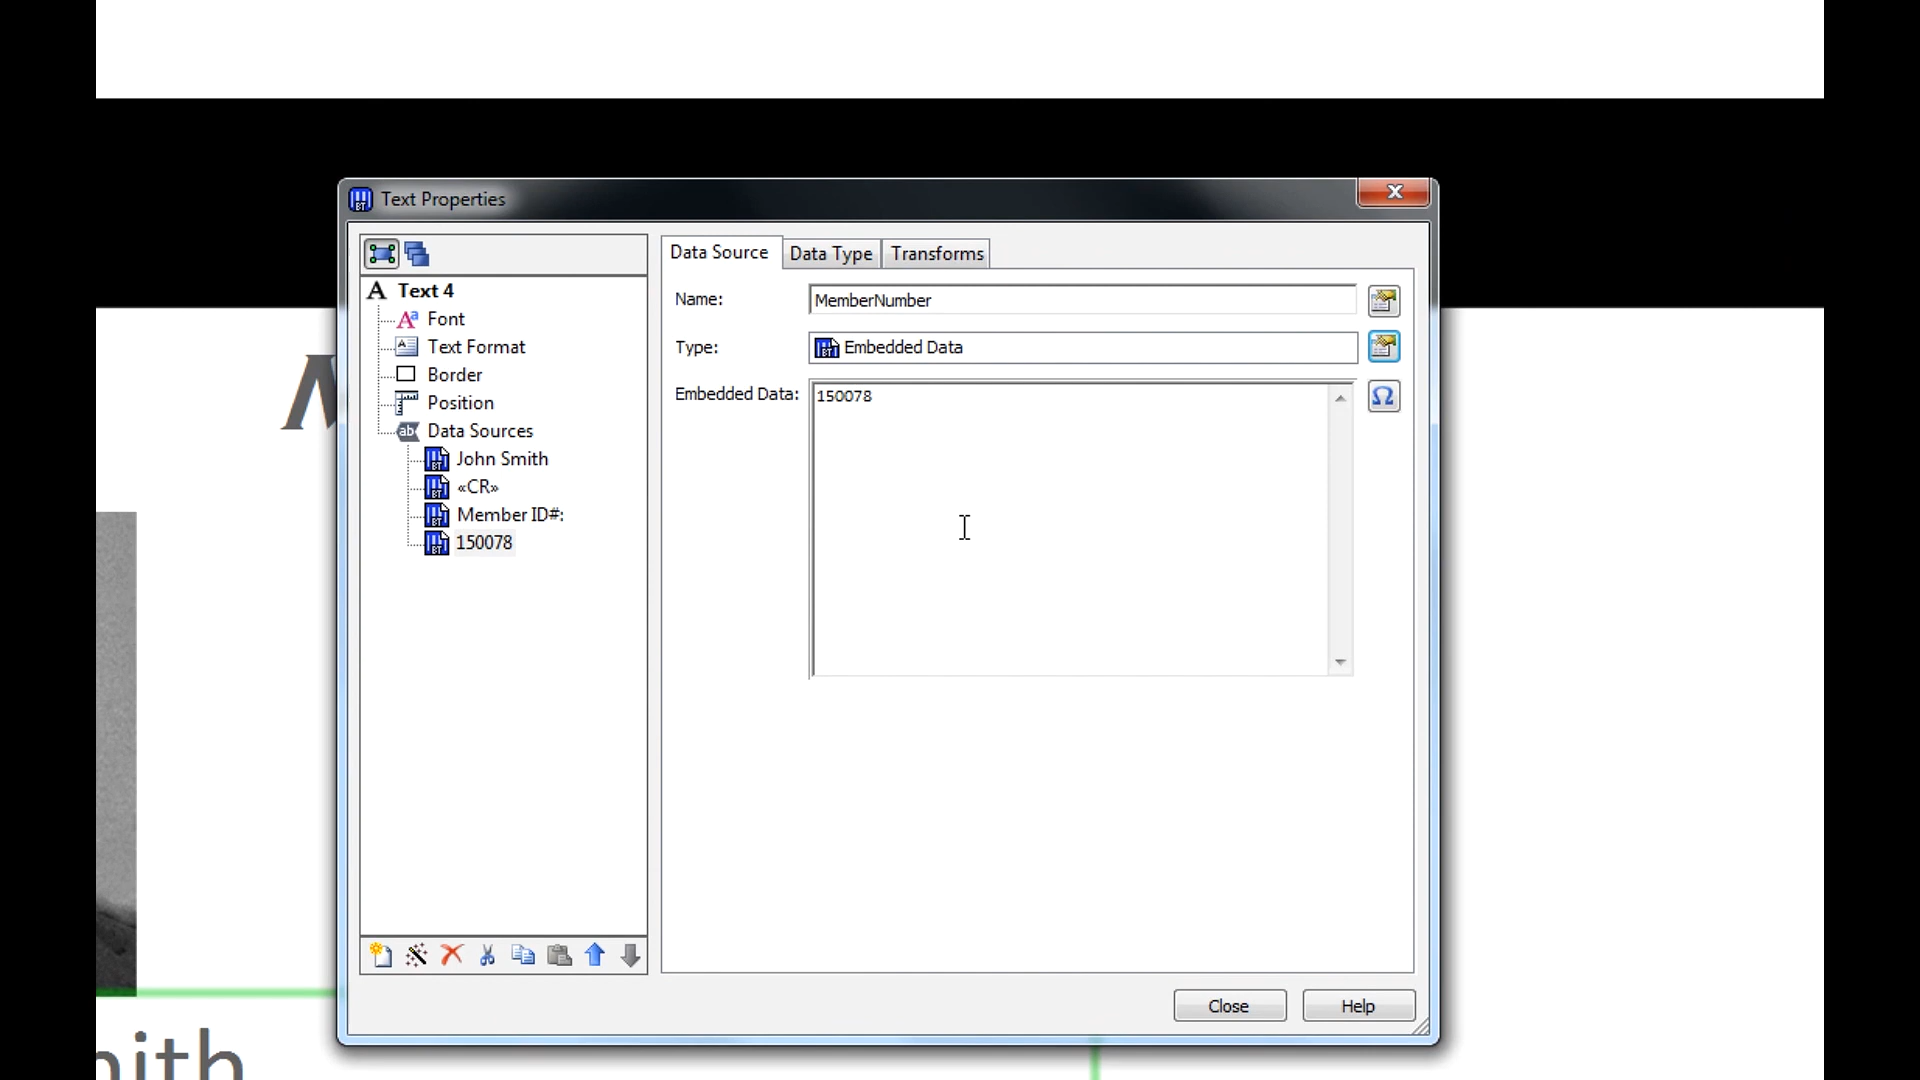 Text Properties
Data Source
Data Type
Transforms
A Text 4
Font
Text Format
Border
Position
Data Sources
John Smith
«CR»
Member ID#:
150078
Name:
MemberNumber
Type:
Embedded Data
Embedded Data:
150078
Close
Help